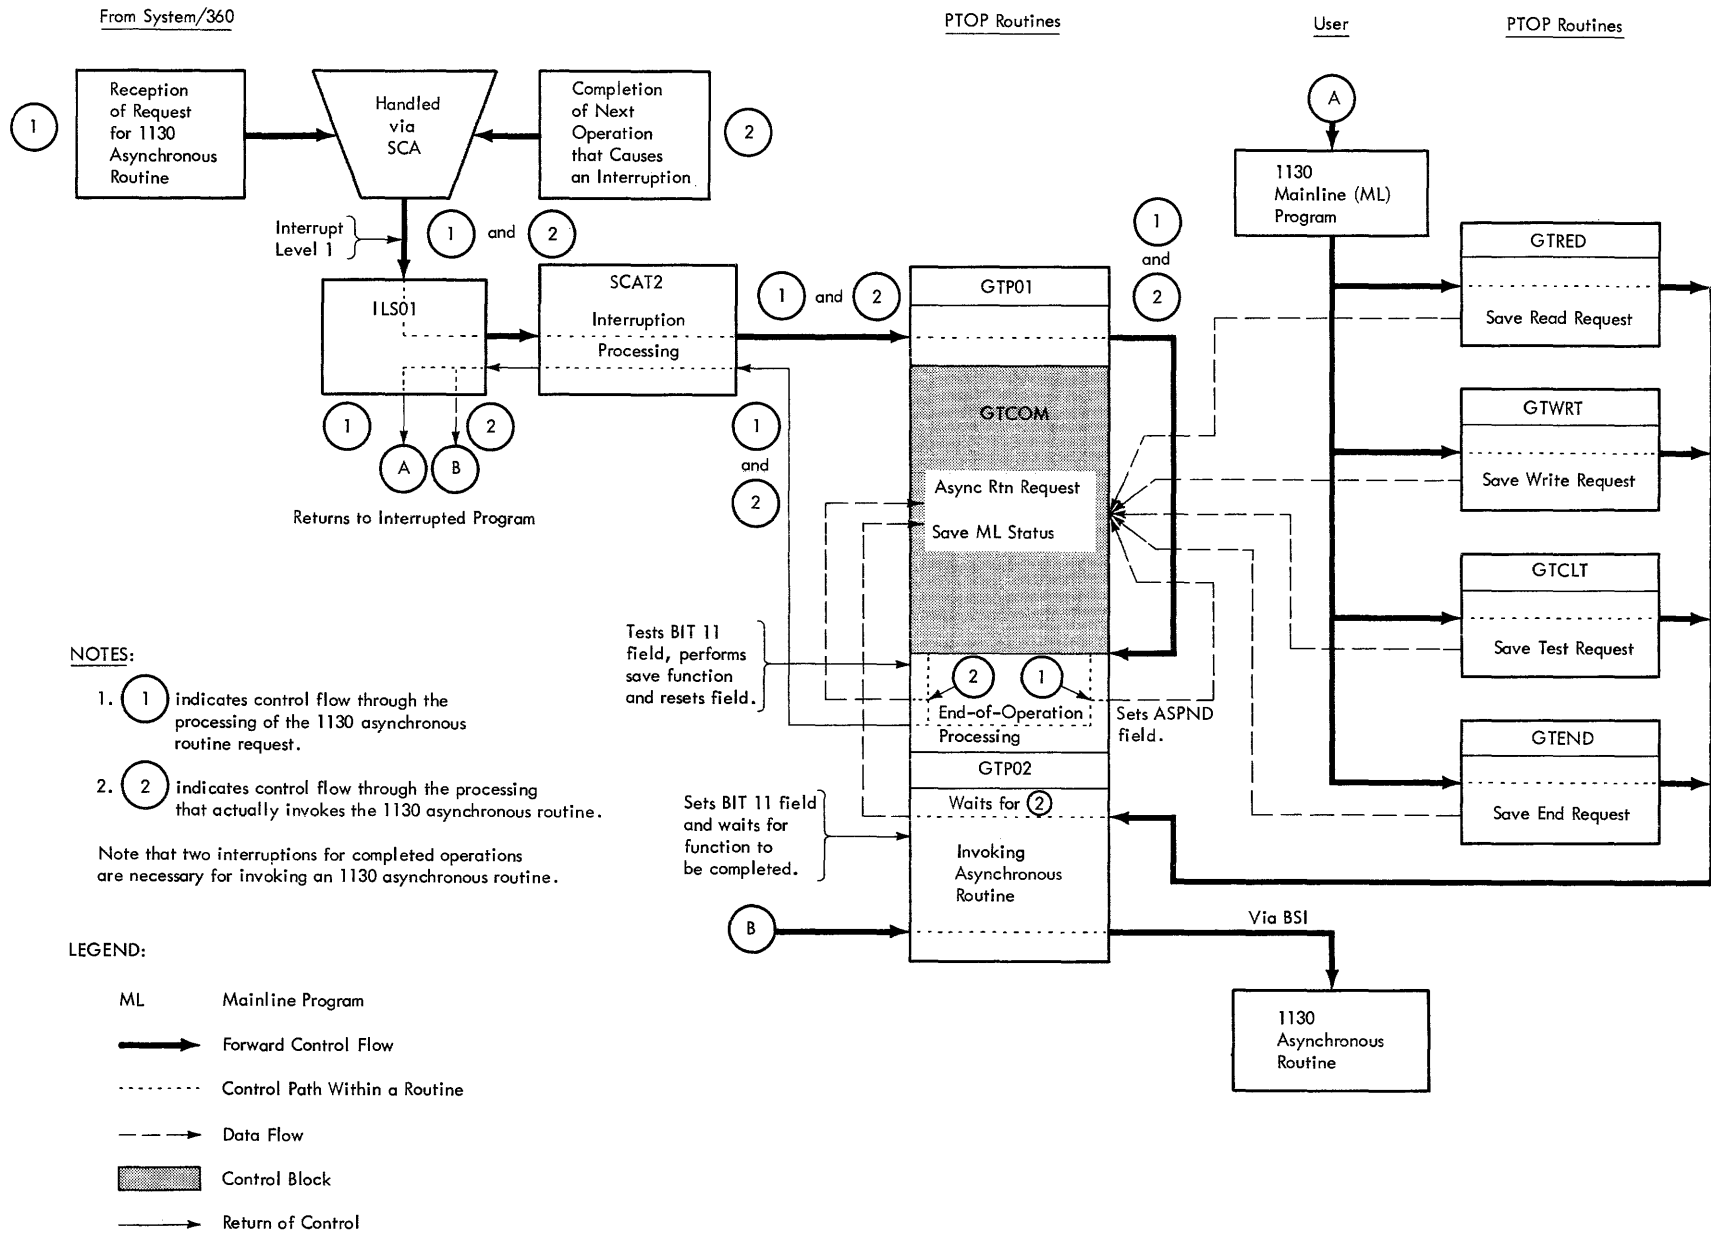 From System/360
PTOP Routines
User
PTOP Routines
1
Reception
of Request
for 1130
Asynchronous
Routine
Handled
via
SCA
Completion
of Next
Operation
that Causes
an Interruption
2
A
1130
Mainline (ML)
Program
Interrupt
Level 1
1 and 2
ILS01
SCAT2
Interruption
Processing
1 and 2
GTP01
1
and
2
GTRED
Save Read Request
1
2
A
B
Returns to Interrupted Program
1
and
2
GTCOM
Async Rtn Request
Save ML Status
GTWRT
Save Write Request
GTCLT
Save Test Request
Tests BIT 11
field, performs
save function
and resets field.
2
1
End-of-Operation
Processing
Sets ASPND
field.
GTEND
Save End Request
GTP02
Waits for 2
Sets BIT 11 field
and waits for
function to
be completed.
Invoking
Asynchronous
Routine
B
Via BSI
1130
Asynchronous
Routine
NOTES:
1. 1 indicates control flow through the
processing of the 1130 asynchronous
routine request.
2. 2 indicates control flow through the processing
that actually invokes the 1130 asynchronous routine.
Note that two interruptions for completed operations
are necessary for invoking an 1130 asynchronous routine.
LEGEND:
ML Mainline Program
Forward Control Flow
Control Path Within a Routine
Data Flow
Control Block
Return of Control